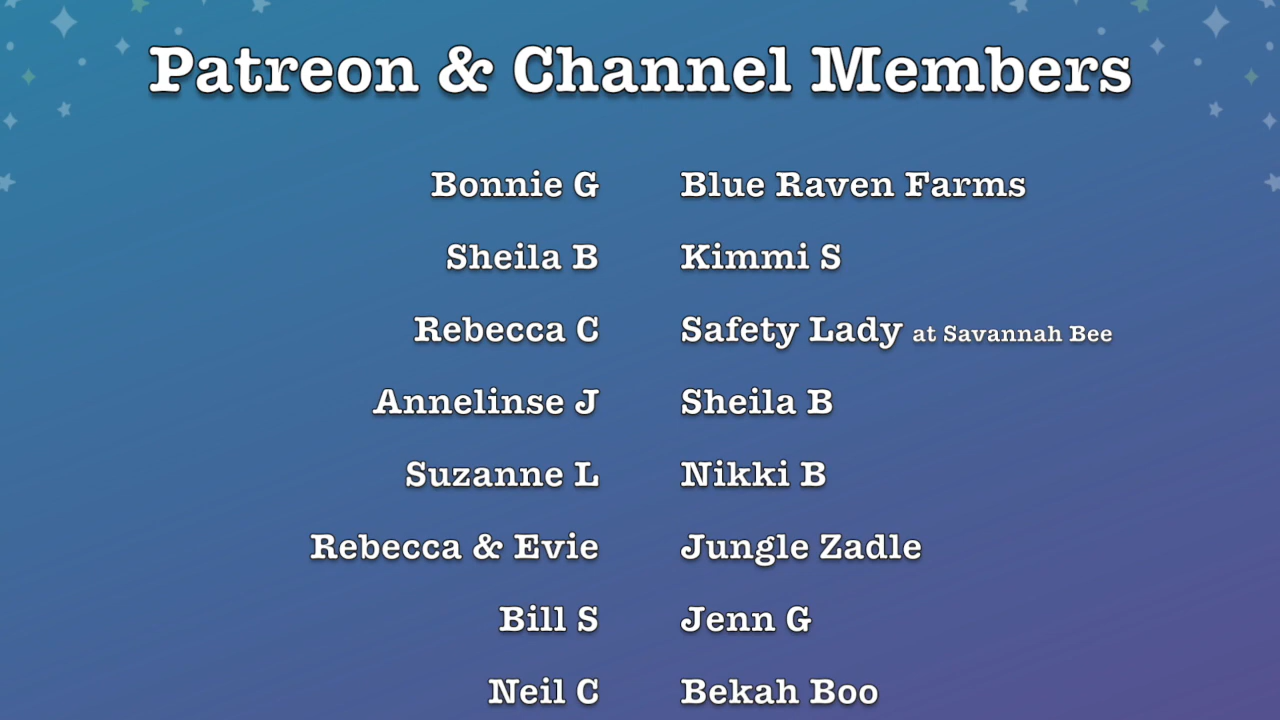 Patreon & Channel Members
Bonnie G
Blue Raven Farms
Sheila B
Kimmi S
Rebecca C
Safety Lady at Savannah Bee
Annelinse J
Sheila B
Suzanne L
Nikki B
Rebecca & Evie
Jungle Zadle
Bill S
Jenn G
Neil C
Bekah Boo